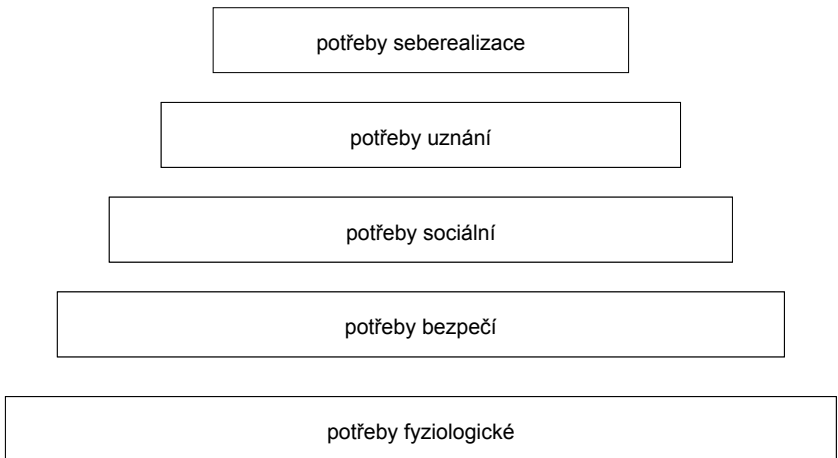 potřeby seberealizace
potřeby uznání
potřeby sociální
potřeby bezpečí
potřeby fyziologické